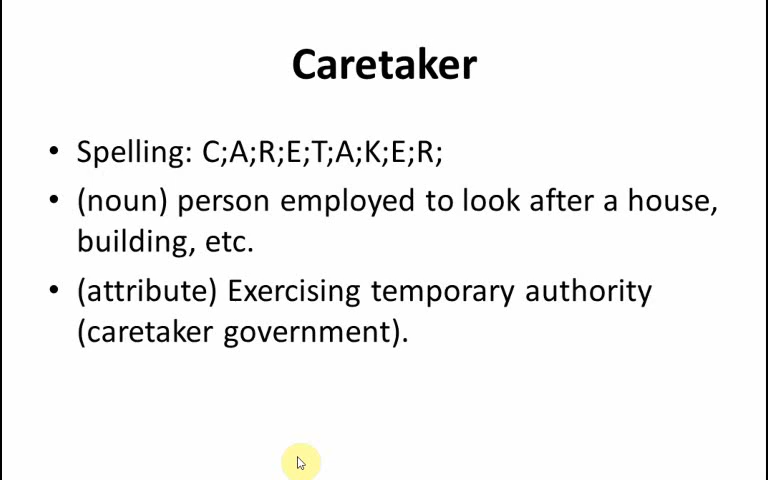 Caretaker
• Spelling: C;A;R;E;T;A;K;E;R;
• (noun) person employed to look after a house,
building, etc.
• (attribute) Exercising temporary authority
(caretaker government).